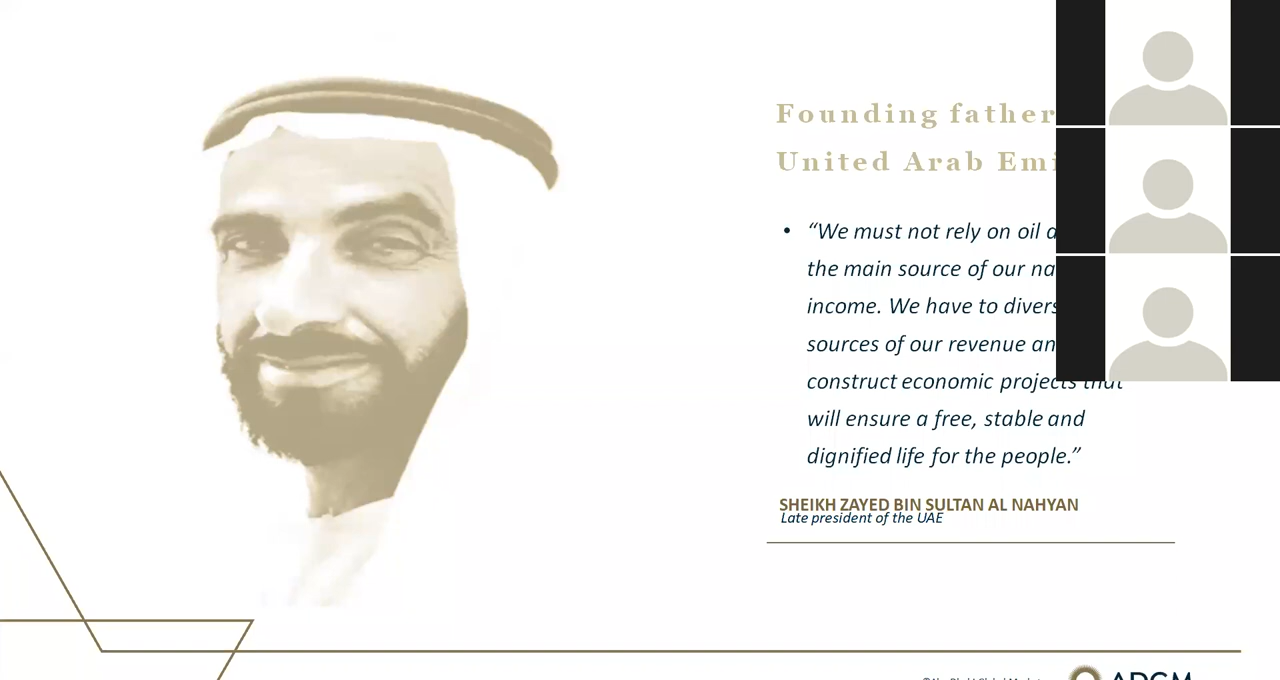 Founding father
United Arab Emi
• “We must not rely on oil a
the main source of our na
income. We have to divers
sources of our revenue an
construct economic projects that
will ensure a free, stable and
dignified life for the people.”
SHEIKH ZAYED BIN SULTAN AL NAHYAN
Late president of the UAE
ADGM